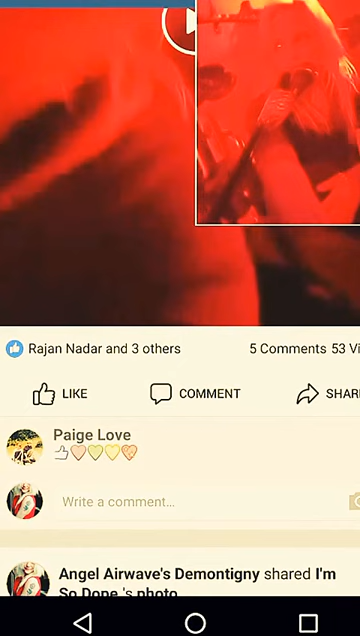 Rajan Nadar and 3 others 5 Comments 53 Vi
LIKE COMMENT SHAR
Paige Love
Write a comment...
Angel Airwave's Demontigny shared I'm
So Dope 's photo